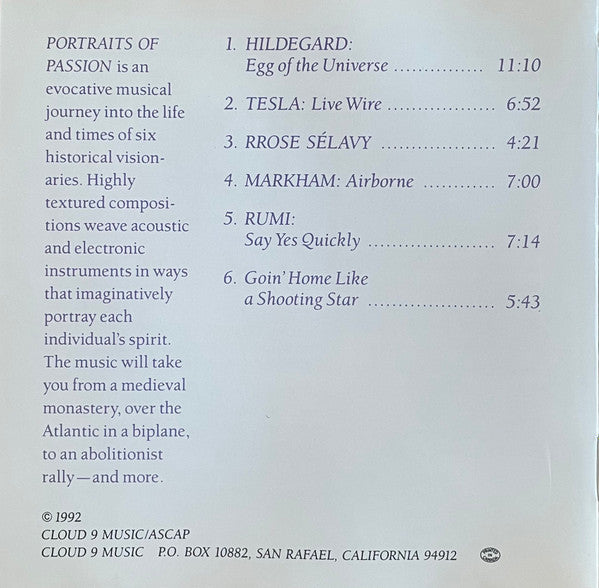 PORTRAITS OF
PASSION is an
evocative musical
journey into the life
and times of six
historical vision-
aries. Highly
textured composi-
tions weave acoustic
and electronic
instruments in ways
that imaginatively
portray each
individual's spirit.
The music will take
you from a medieval
monastery, over the
Atlantic in a biplane,
to an abolitionist
rally—and more.
1. HILDEGARD:
Egg of the Universe ............... 11:10
2. TESLA: Live Wire .................. 6:52
3. RROSE SÉLAVY ................... 4:21
4. MARKHAM: Airborne ............ 7:00
5. RUMI:
Say Yes Quickly ..................... 7:14
6. Goin' Home Like
a Shooting Star ..................... 5:43
© 1992
CLOUD 9 MUSIC/ASCAP
CLOUD 9 MUSIC P.O. BOX 10882, SAN RAFAEL, CALIFORNIA 94912